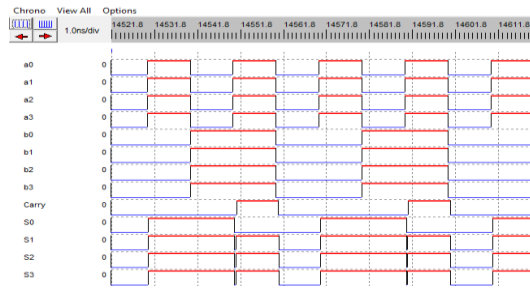 Chrono View All Options
1.0ns/div
14521.8 14531.8 14541.8 14551.8 14561.8 14571.8 14581.8 14591.8 14601.8 14611.8
a0 0
a1 0
a2 0
a3 0
b0 0
b1 0
b2 0
b3 0
Carry 0
S0 0
S1 0
S2 0
S3 0